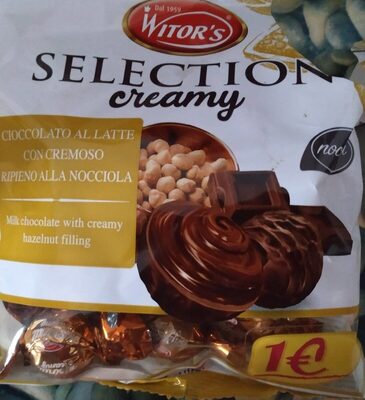 Dal 1959
WITOR'S
SELECTION
creamy
CIOCCOLATO AL LATTE
CON CREMOSO
RIPIENO ALLA NOCCIOLA
noci
Milk chocolate with creamy
hazelnut filling
1€